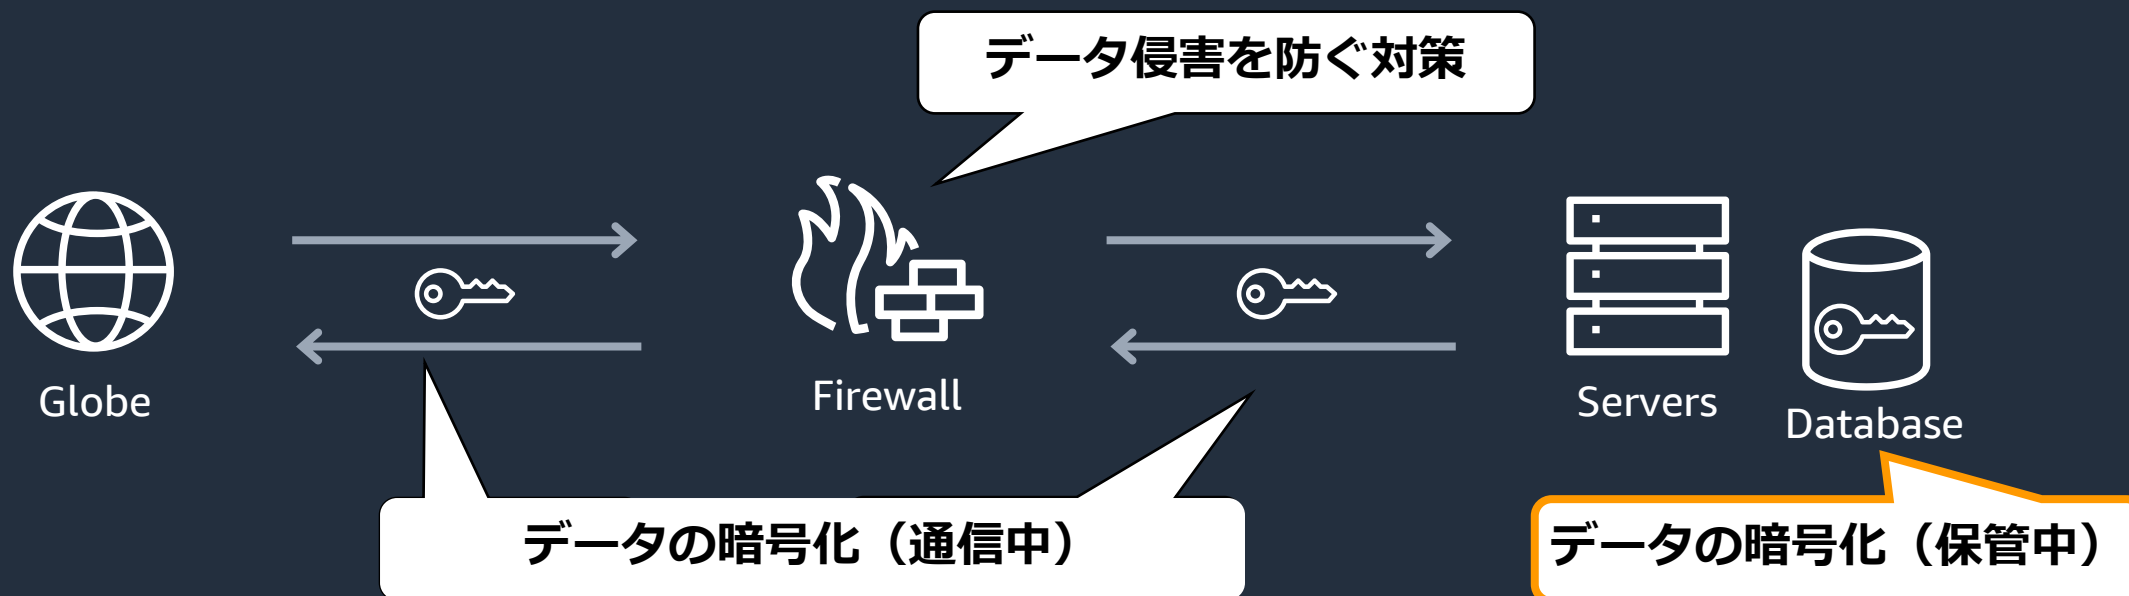 データ侵害を防ぐ対策
Globe
Firewall
Servers
Database
データの暗号化（通信中）
データの暗号化（保管中）